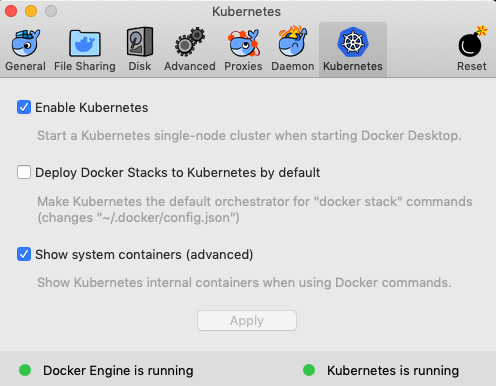 Kubernetes
General File Sharing Disk Advanced Proxies Daemon Kubernetes Reset
Enable Kubernetes
Start a Kubernetes single-node cluster when starting Docker Desktop.
Deploy Docker Stacks to Kubernetes by default
Make Kubernetes the default orchestrator for "docker stack" commands
(changes "~/.docker/config.json")
Show system containers (advanced)
Show Kubernetes internal containers when using Docker commands.
Apply
Docker Engine is running Kubernetes is running